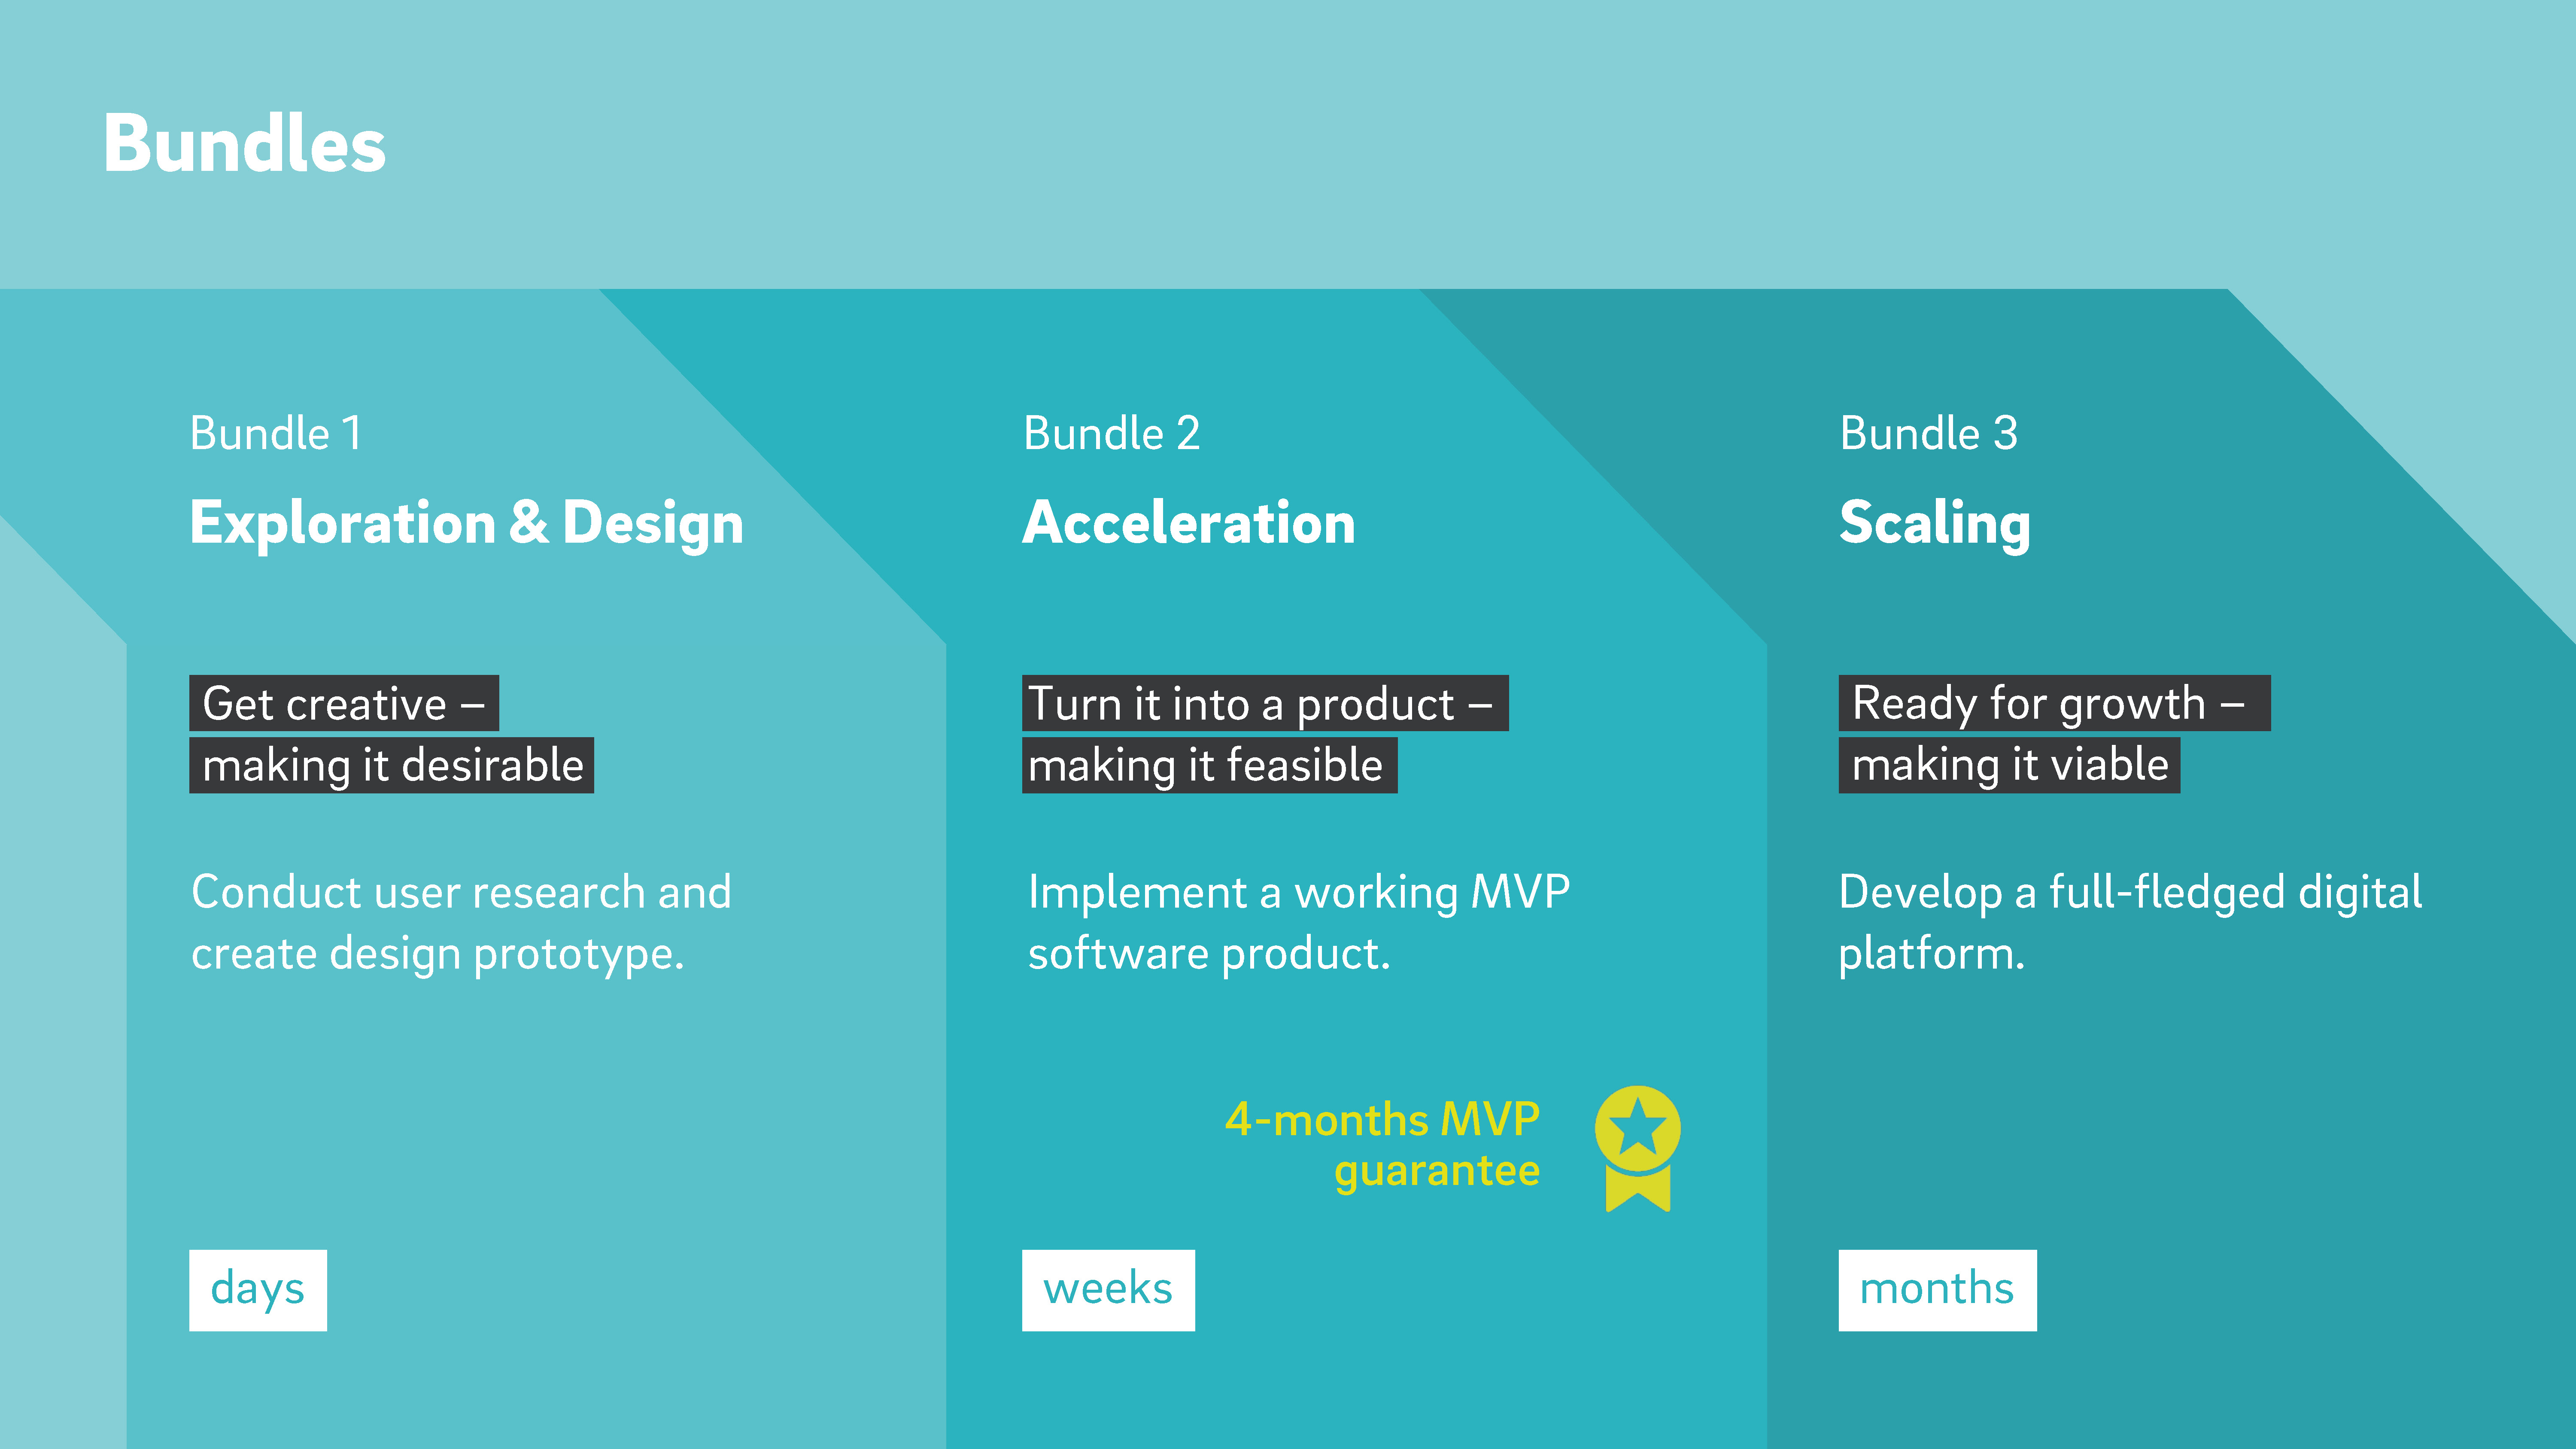 Bundles
Bundle 1
Exploration & Design
Get creative –
making it desirable
Conduct user research and
create design prototype.
days
Bundle 2
Acceleration
Turn it into a product –
making it feasible
Implement a working MVP
software product.
4-months MVP
guarantee
weeks
Bundle 3
Scaling
Ready for growth –
making it viable
Develop a full-fledged digital
platform.
months